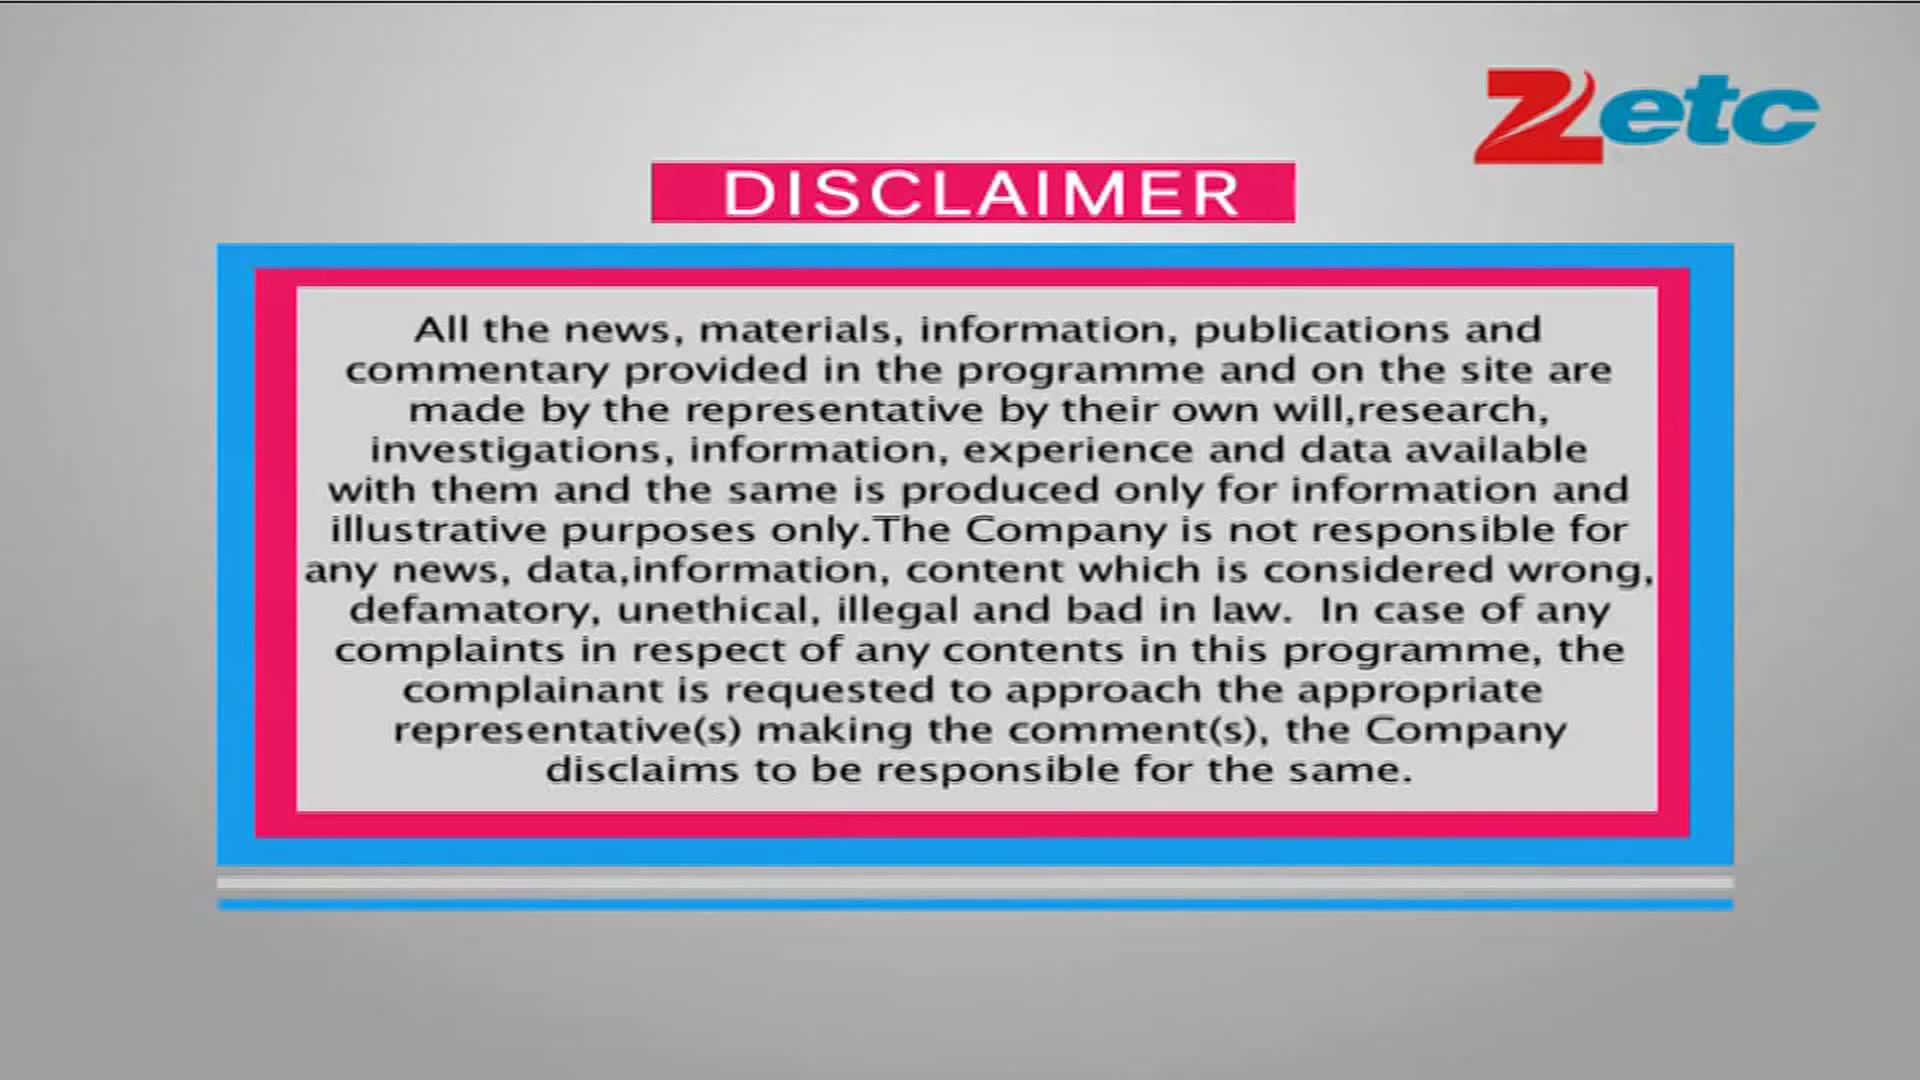 Zetc
DISCLAIMER
All the news, materials, information, publications and
commentary provided in the programme and on the site are
made by the representative by their own will,research,
investigations, information, experience and data available
with them and the same is produced only for information and
illustrative purposes only.The Company is not responsible for
any news, data,information, content which is considered wrong,
defamatory, unethical, illegal and bad in law.  In case of any
complaints in respect of any contents in this programme, the
complainant is requested to approach the appropriate
representative(s) making the comment(s), the Company
disclaims to be responsible for the same.